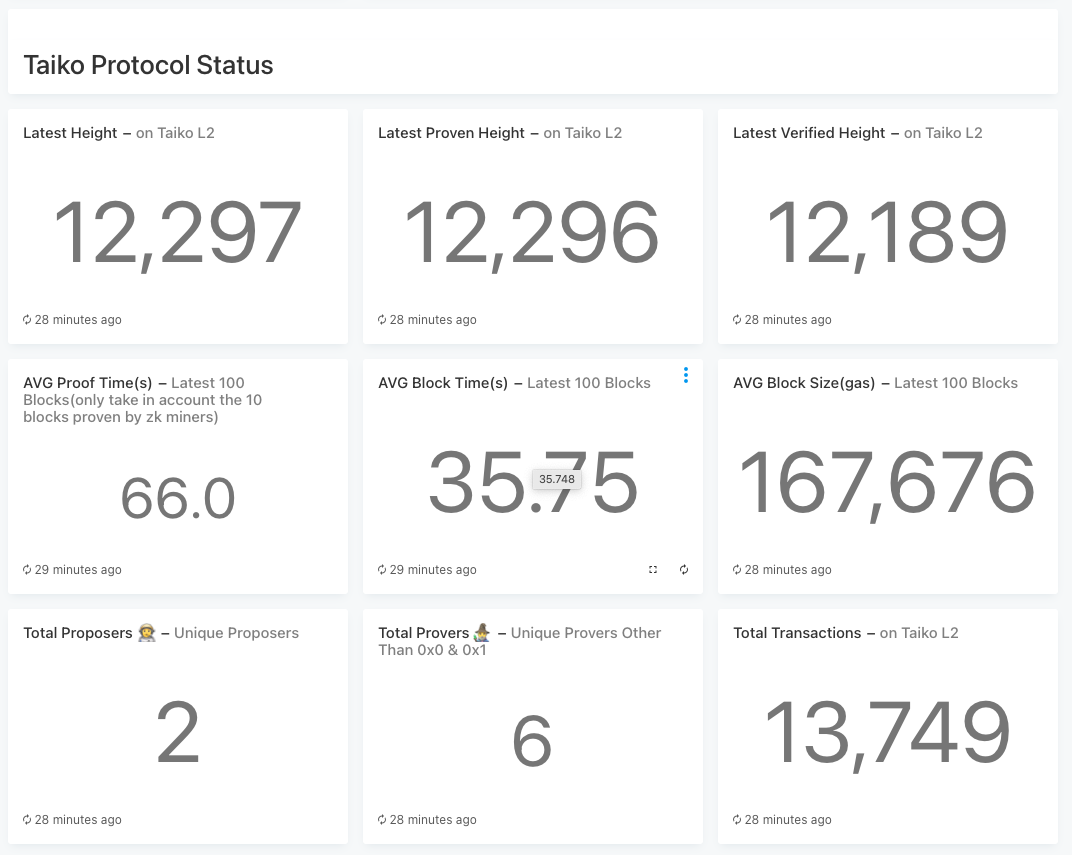 Taiko Protocol Status
Latest Height – on Taiko L2
12,297
28 minutes ago
Latest Proven Height – on Taiko L2
12,296
28 minutes ago
Latest Verified Height – on Taiko L2
12,189
28 minutes ago
AVG Proof Time(s) – Latest 100
Blocks(only take in account the 10
blocks proven by zk miners)
66.0
29 minutes ago
AVG Block Time(s) – Latest 100 Blocks
35.75
35.748
29 minutes ago
AVG Block Size(gas) – Latest 100 Blocks
167,676
28 minutes ago
Total Proposers 👩‍🚀 – Unique Proposers
2
28 minutes ago
Total Provers 🧙 – Unique Provers Other
Than 0x0 & 0x1
6
28 minutes ago
Total Transactions – on Taiko L2
13,749
28 minutes ago